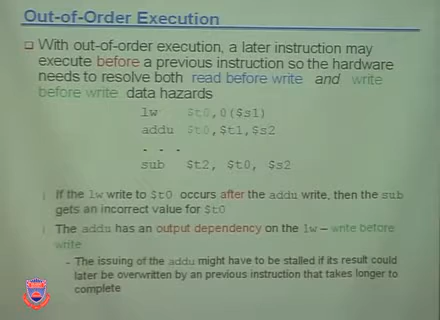 Out-of-Order Execution
With out-of-order execution, a later instruction may
execute before a previous instruction so the hardware
needs to resolve both read before write and write
before write data hazards
lw $t0,0($s1)
addu $t0,$t1,$s2
. . .
sub $t2, $t0, $s2
If the lw write to $t0 occurs after the addu write, then the sub
gets an incorrect value for $t0
The addu has an output dependency on the lw – write before
write
- The issuing of the addu might have to be stalled if its result could
later be overwritten by an previous instruction that takes longer to
complete